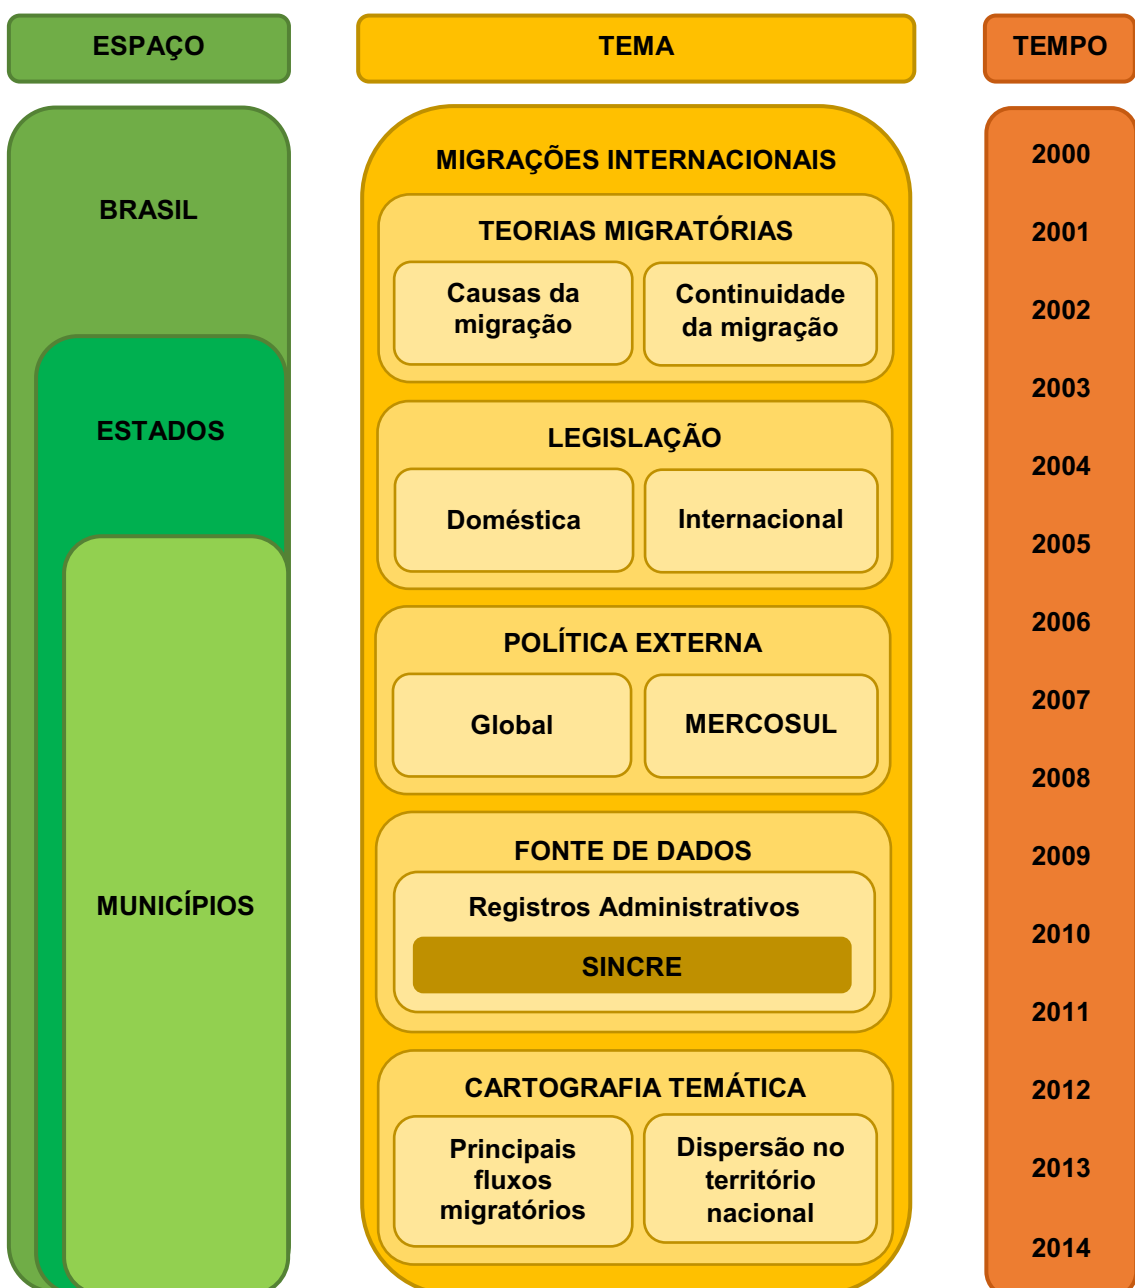 ESPAÇO
TEMA
TEMPO
BRASIL
ESTADOS
MUNICÍPIOS
MIGRAÇÕES INTERNACIONAIS
TEORIAS MIGRATÓRIAS
Causas da
migração
Continuidade
da migração
LEGISLAÇÃO
Doméstica
Internacional
POLÍTICA EXTERNA
Global
MERCOSUL
FONTE DE DADOS
Registros Administrativos
SINCRE
CARTOGRAFIA TEMÁTICA
Principais
fluxos
migratórios
Dispersão no
território
nacional
2000
2001
2002
2003
2004
2005
2006
2007
2008
2009
2010
2011
2012
2013
2014